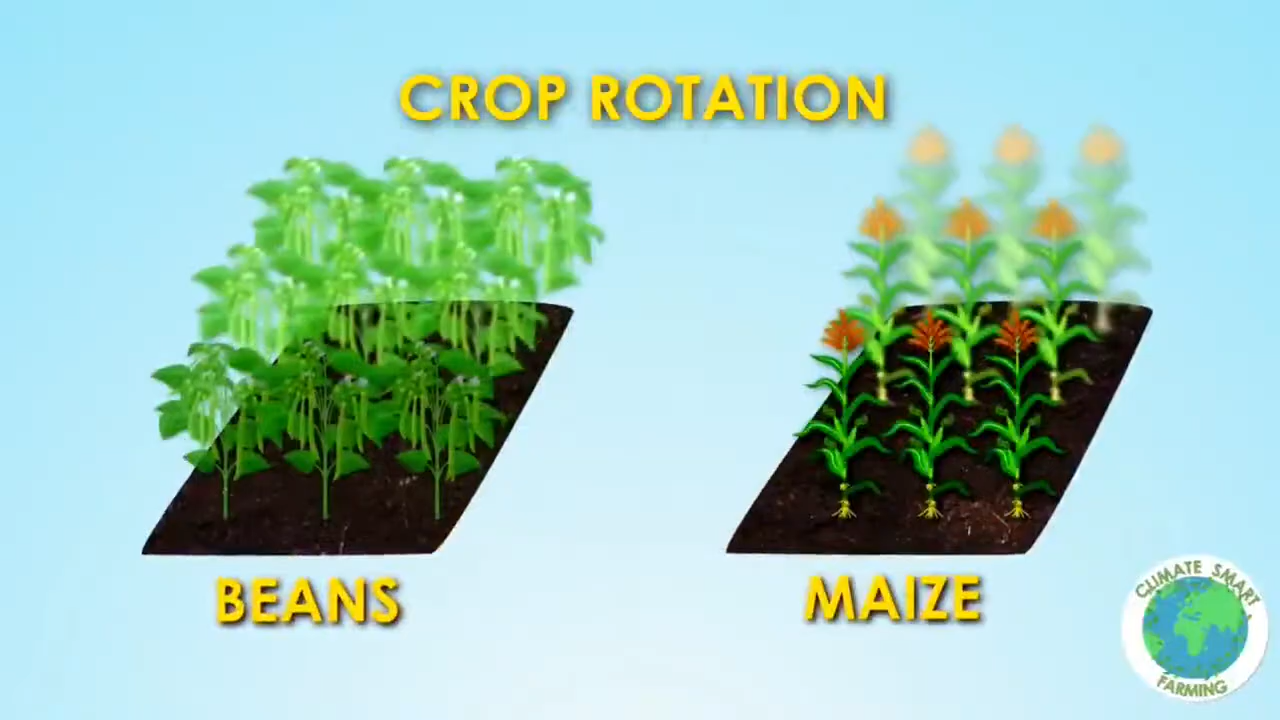 CROP ROTATION
BEANS
MAIZE
CLIMATE SMART
FARMING